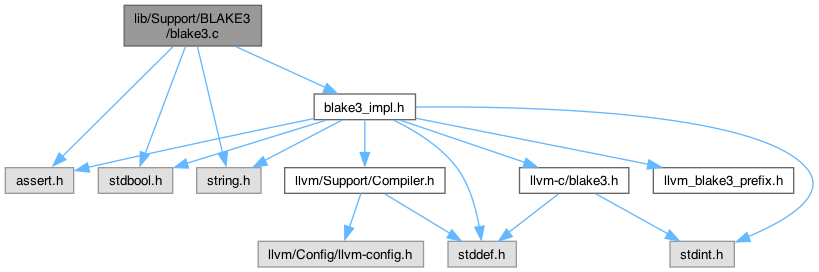 lib/Support/BLAKE3
/blake3.c
blake3_impl.h
assert.h
stdbool.h
string.h
llvm/Support/Compiler.h
llvm-c/blake3.h
llvm_blake3_prefix.h
llvm/Config/llvm-config.h
stddef.h
stdint.h